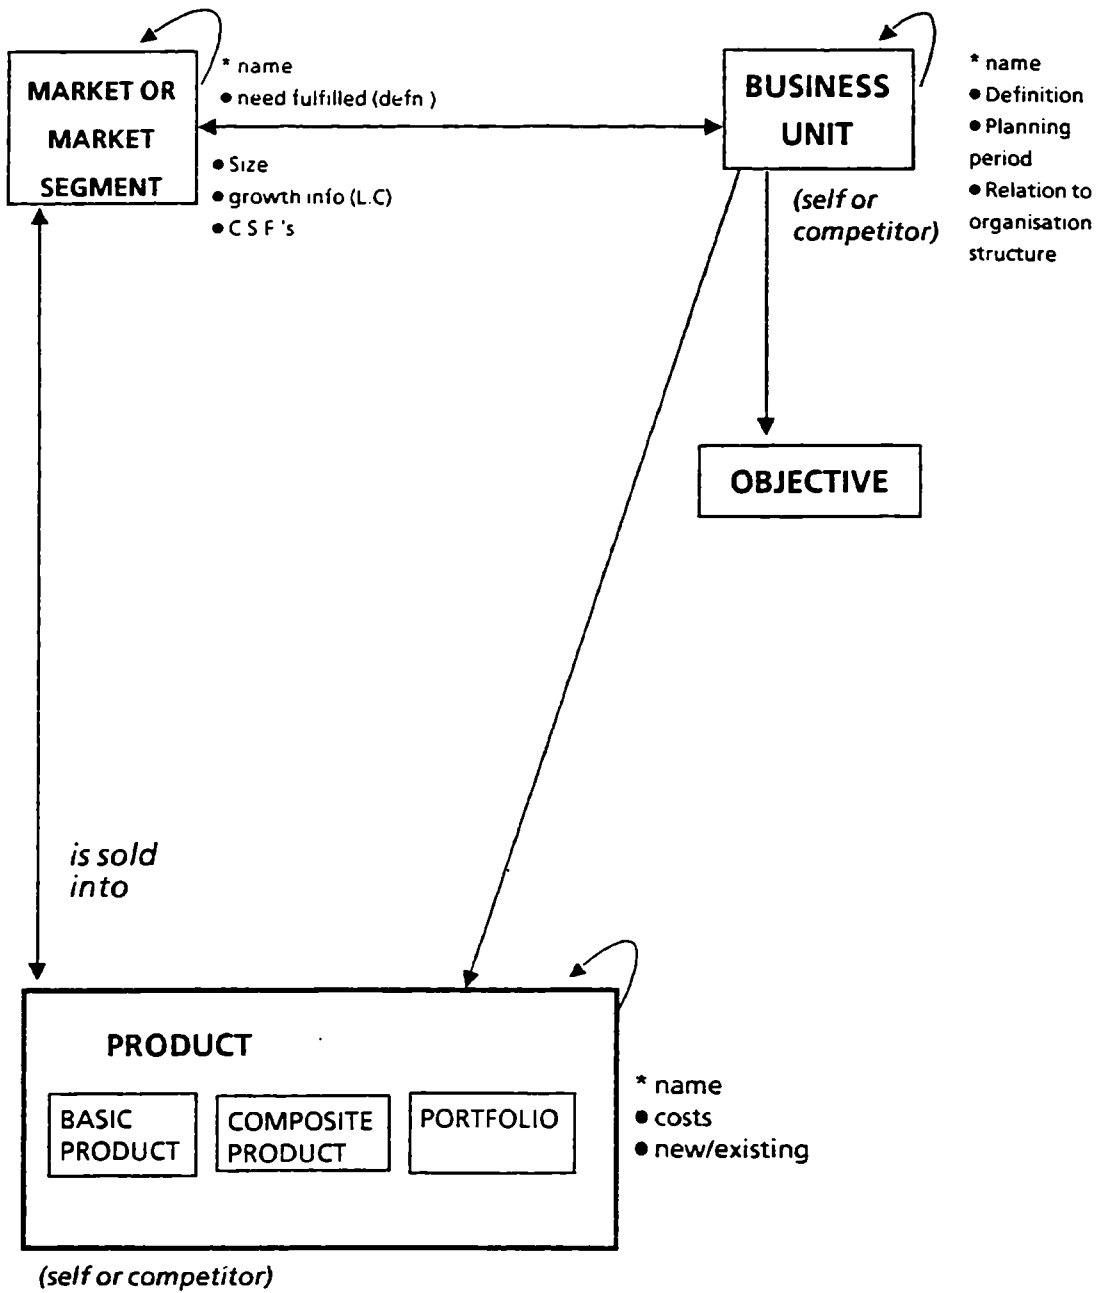 MARKET OR
MARKET
SEGMENT
* name
● need fulfilled (defn )
● Size
● growth info (L.C)
● C S F 's
BUSINESS
UNIT
(self or
competitor)
* name
● Definition
● Planning
period
● Relation to
organisation
structure
OBJECTIVE
is sold
into
PRODUCT
BASIC
PRODUCT
COMPOSITE
PRODUCT
PORTFOLIO
* name
● costs
● new/existing
(self or competitor)